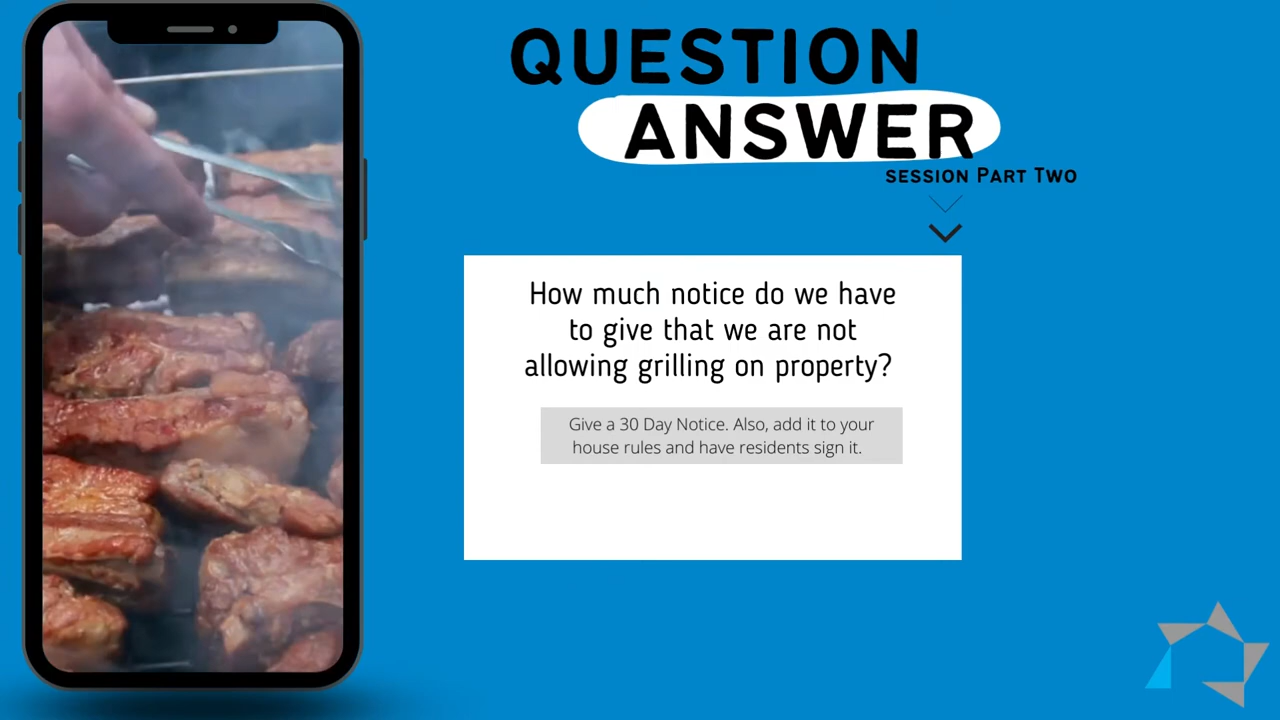 QUESTION
ANSWER
SESSION PART TWO
How much notice do we have
to give that we are not
allowing grilling on property?
Give a 30 Day Notice. Also, add it to your
house rules and have residents sign it.